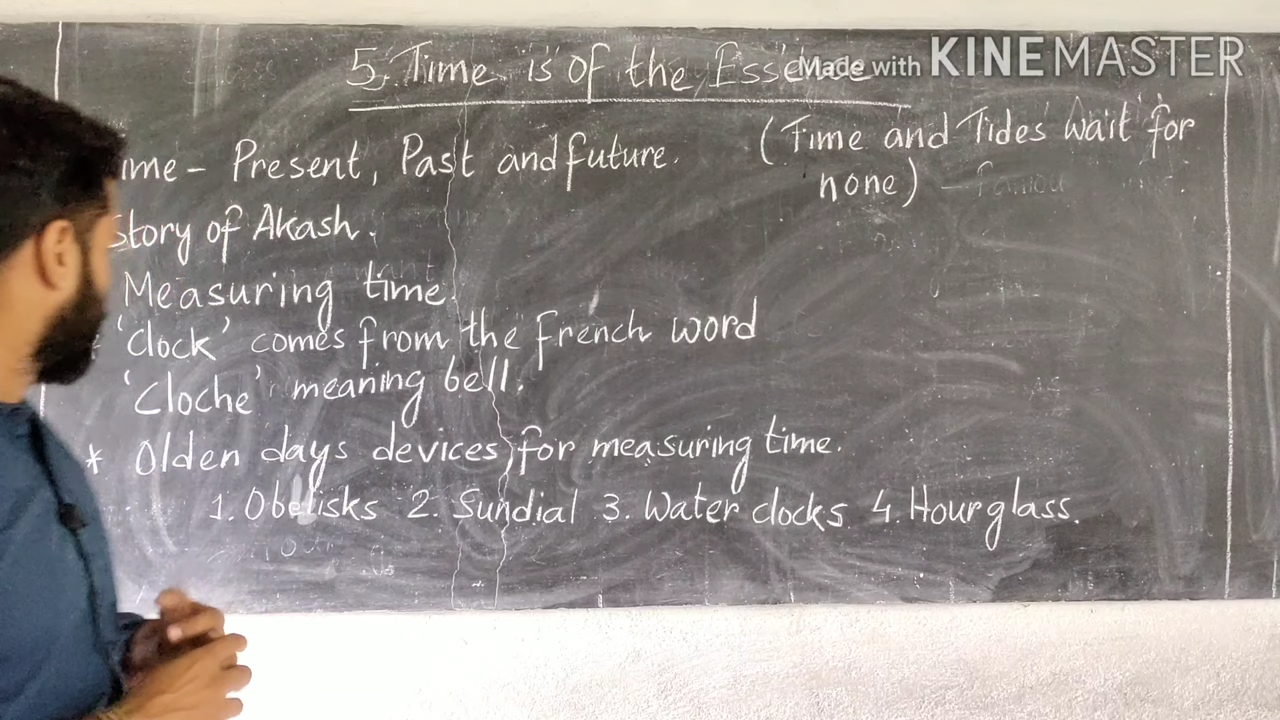 5. Time is of the Essence
Made with KINEMASTER
ime - Present, Past and future.
(Time and Tides wait for
none)
Story of Akash.
Measuring time.
'Clock' comes from the French word
'Cloche' meaning bell.
* Olden days devices for measuring time.
1. Obelisks 2. Sundial 3. Water clocks 4. Hourglass.